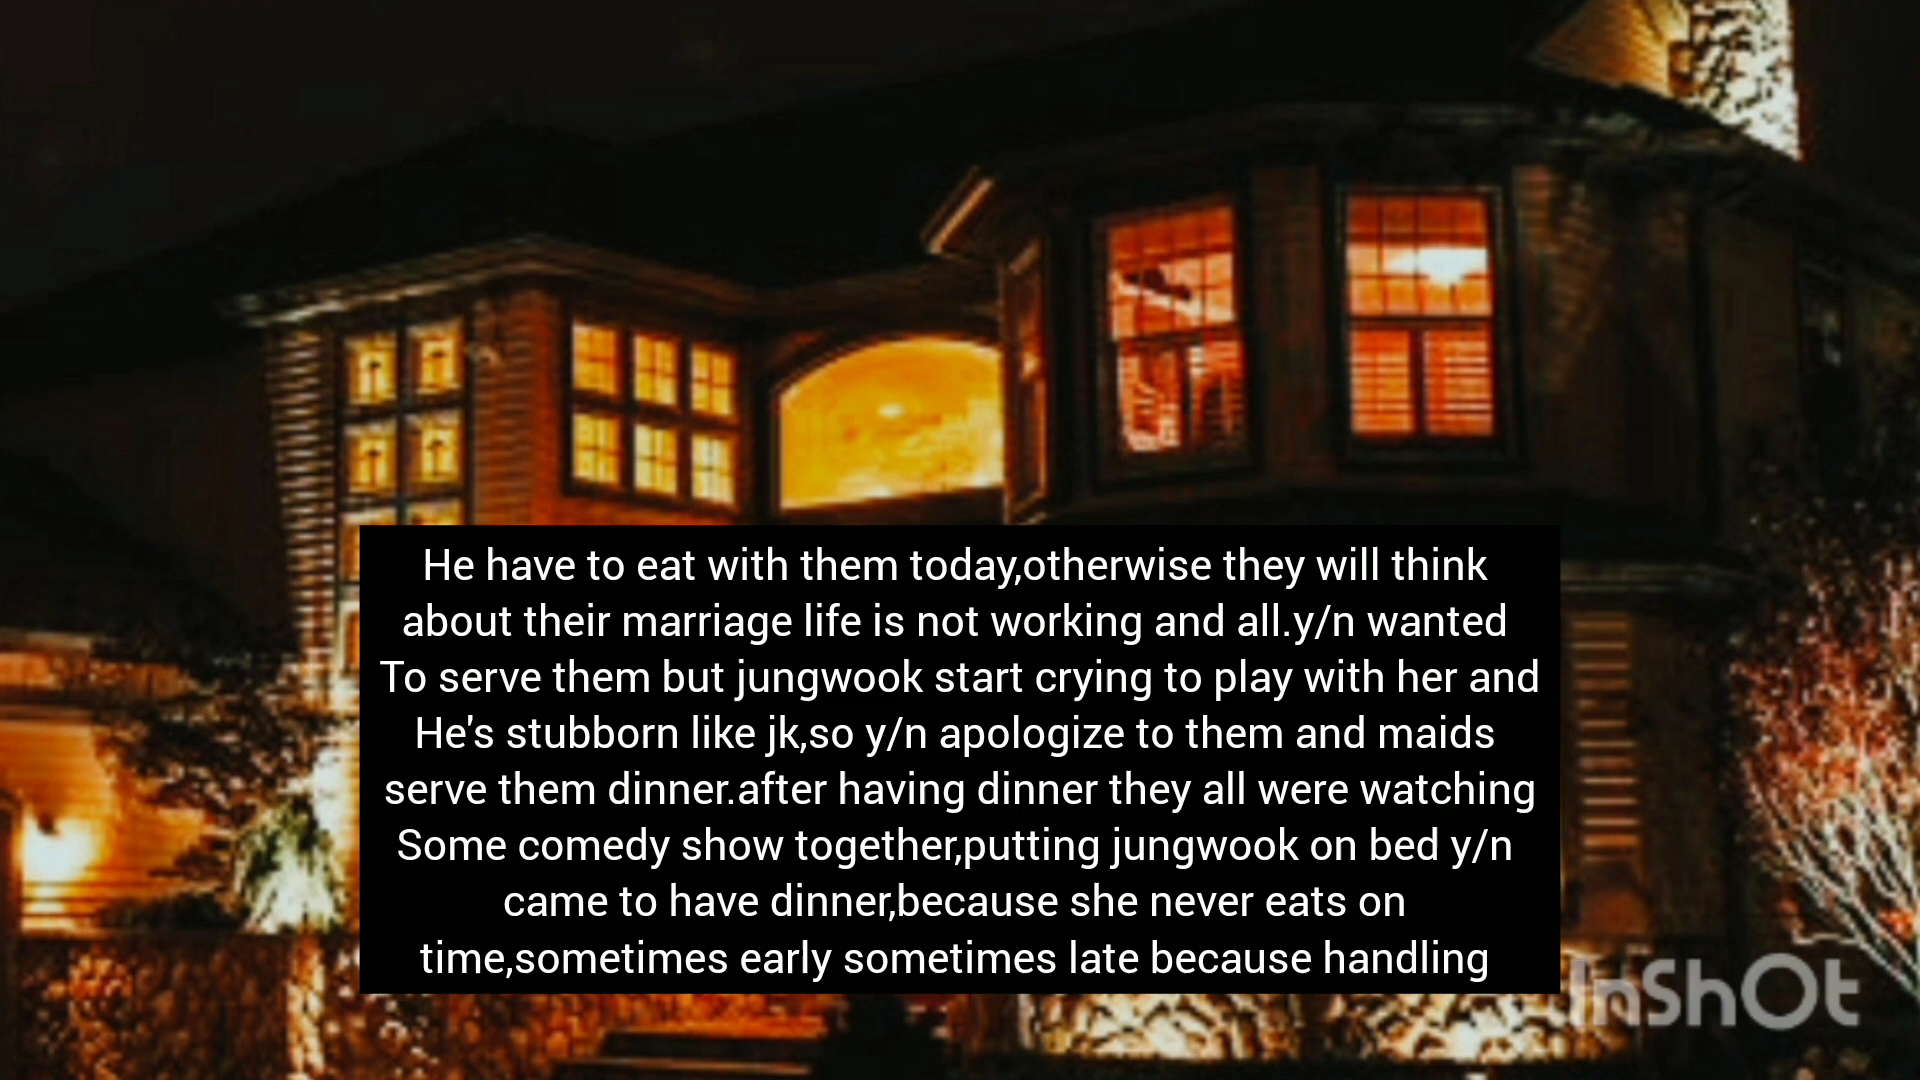 He have to eat with them today,otherwise they will think
about their marriage life is not working and all.y/n wanted
To serve them but jungwook start crying to play with her and
He's stubborn like jk,so y/n apologize to them and maids
serve them dinner.after having dinner they all were watching
Some comedy show together,putting jungwook on bed y/n
came to have dinner,because she never eats on
time,sometimes early sometimes late because handling
InShOt